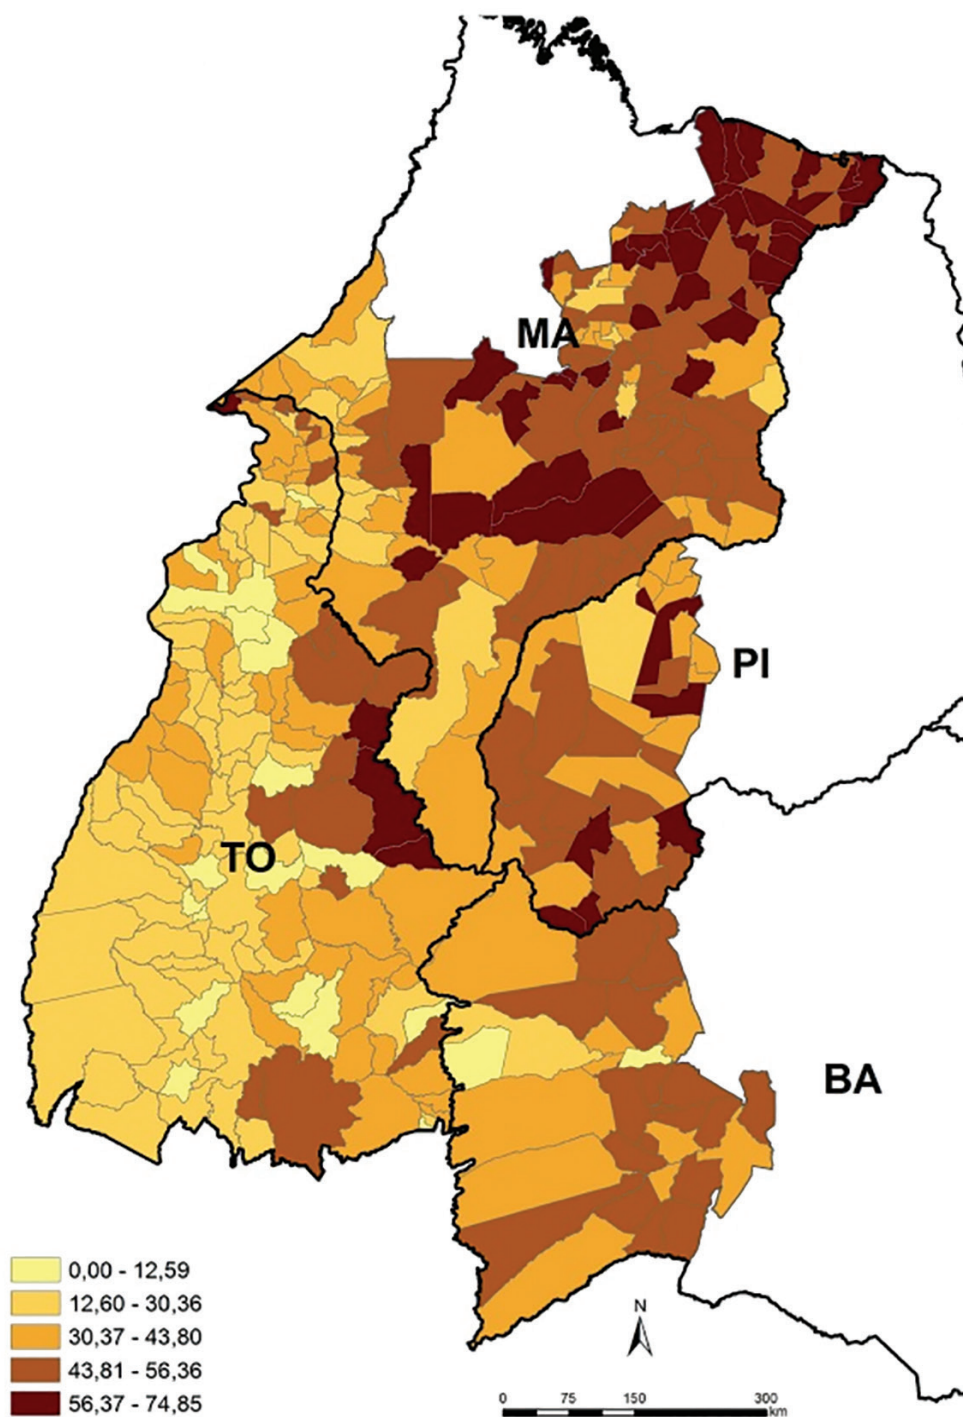 MA
PI
TO
BA
0,00 - 12,59
12,60 - 30,36
30,37 - 43,80
43,81 - 56,36
56,37 - 74,85
N
0 75 150 300
km